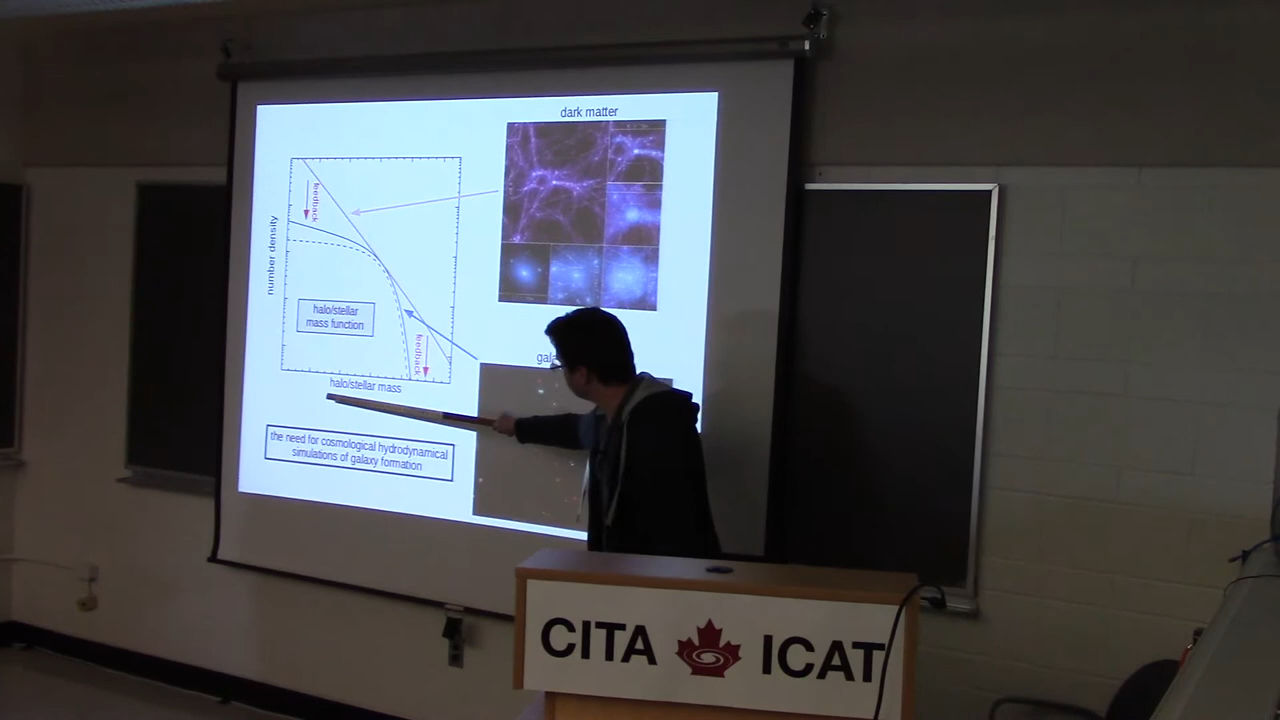 dark matter
feedback
number density
halo/stellar
mass function
feedback
halo/stellar mass
the need for cosmological hydrodynamical
simulations of galaxy formation
CITA ICAT